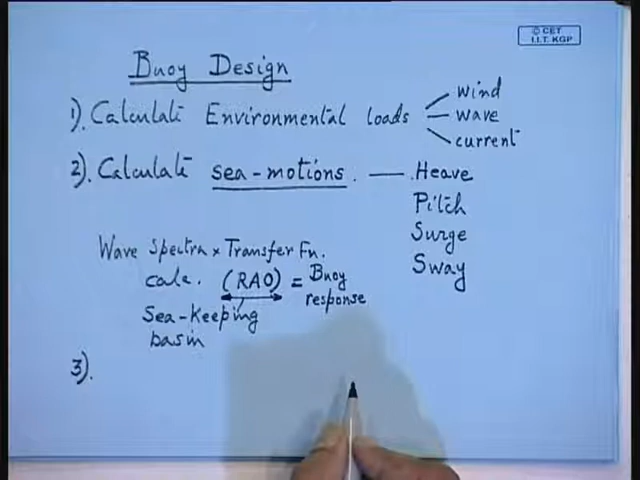 © CET
I.I.T. KGP
Buoy Design
1). Calculate Environmental loads
wind
wave
current
2). Calculate sea-motions. — Heave
Pitch
Surge
Sway
Wave Spectra × Transfer Fn.
calc. (RAO) = Buoy response
Sea-Keeping
basin
3).